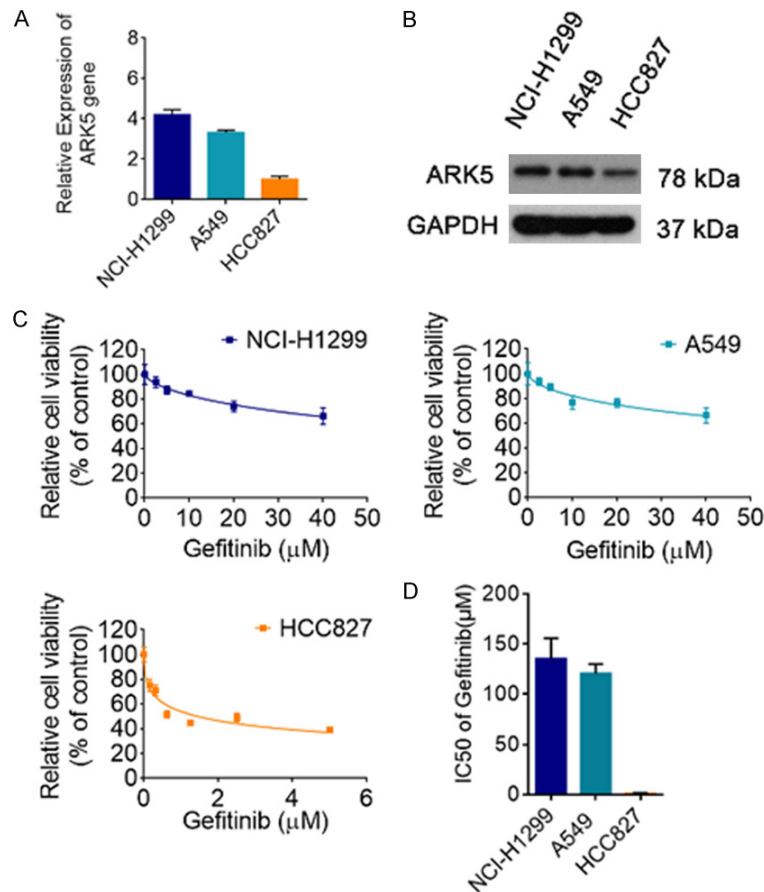 A
Relative Expression of
ARK5 gene
8
6
4
2
0
NCI-H1299
A549
HCC827
B
NCI-H1299
A549
HCC827
ARK5
78 kDa
GAPDH
37 kDa
C
NCI-H1299
Relative cell viability
(% of control)
120
100
80
60
40
20
0
0 10 20 30 40 50
Gefitinib (μM)
A549
Relative cell viability
(% of control)
120
100
80
60
40
20
0
0 10 20 30 40 50
Gefitinib (μM)
HCC827
Relative cell viability
(% of control)
120
100
80
60
40
20
0
0 2 4 6
Gefitinib (μM)
D
IC50 of Gefitinib(μM)
200
150
100
50
0
NCI-H1299
A549
HCC827